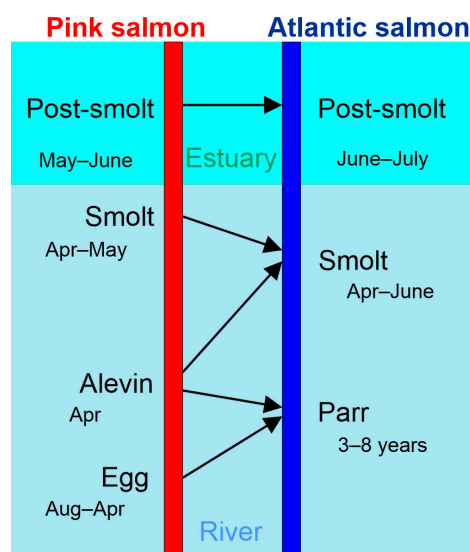 Pink salmon
Atlantic salmon
Post-smolt
Post-smolt
May–June
Estuary
June–July
Smolt
Apr–May
Smolt
Apr–June
Alevin
Apr
Parr
3–8 years
Egg
Aug–Apr
River